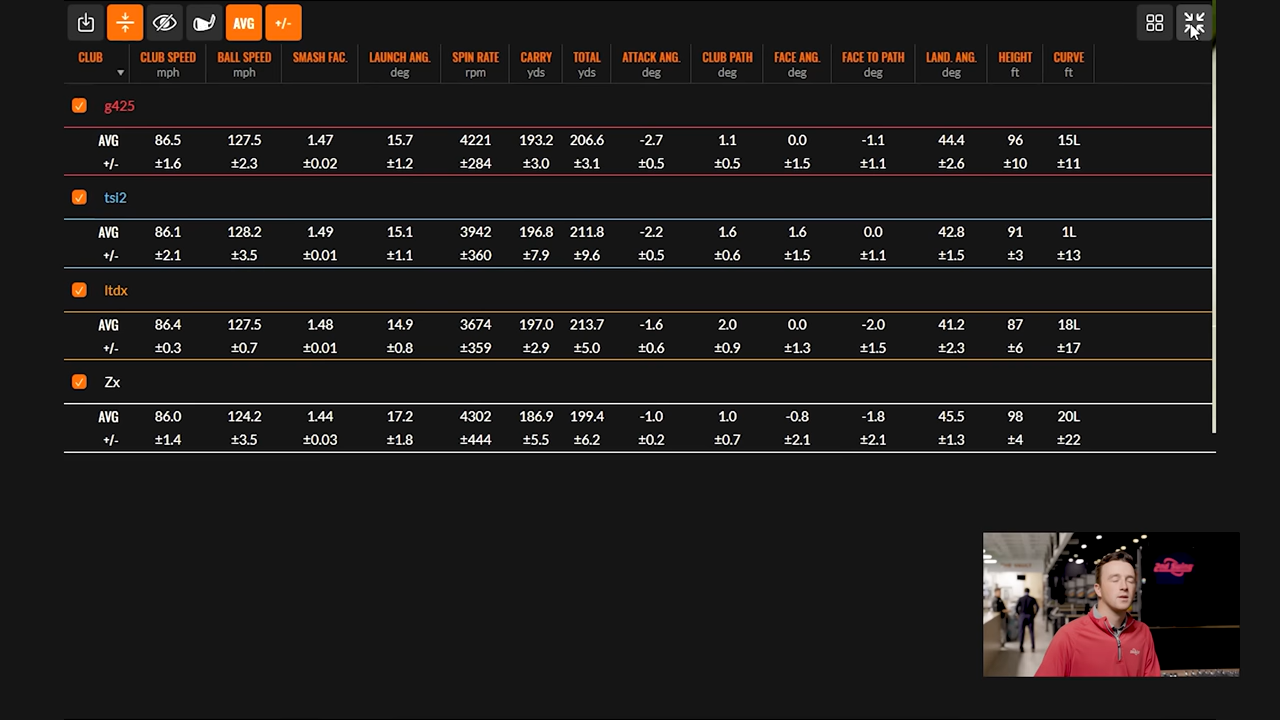 AVG +/-
CLUB CLUB SPEED BALL SPEED SMASH FAC. LAUNCH ANG. SPIN RATE CARRY TOTAL ATTACK ANG. CLUB PATH FACE ANG. FACE TO PATH LAND. ANG. HEIGHT CURVE
mph mph deg rpm yds yds deg deg deg deg deg ft ft
g425
AVG 86.5 127.5 1.47 15.7 4221 193.2 206.6 -2.7 1.1 0.0 -1.1 44.4 96 15L
+/- ±1.6 ±2.3 ±0.02 ±1.2 ±284 ±3.0 ±3.1 ±0.5 ±0.5 ±1.5 ±1.1 ±2.6 ±10 ±11
tsi2
AVG 86.1 128.2 1.49 15.1 3942 196.8 211.8 -2.2 1.6 1.6 0.0 42.8 91 1L
+/- ±2.1 ±3.5 ±0.01 ±1.1 ±360 ±7.9 ±9.6 ±0.5 ±0.6 ±1.5 ±1.1 ±1.5 ±3 ±13
ltdx
AVG 86.4 127.5 1.48 14.9 3674 197.0 213.7 -1.6 2.0 0.0 -2.0 41.2 87 18L
+/- ±0.3 ±0.7 ±0.01 ±0.8 ±359 ±2.9 ±5.0 ±0.6 ±0.9 ±1.3 ±1.5 ±2.3 ±6 ±17
Zx
AVG 86.0 124.2 1.44 17.2 4302 186.9 199.4 -1.0 1.0 -0.8 -1.8 45.5 98 20L
+/- ±1.4 ±3.5 ±0.03 ±1.8 ±444 ±5.5 ±6.2 ±0.2 ±0.7 ±2.1 ±2.1 ±1.3 ±4 ±22
2nd Swing